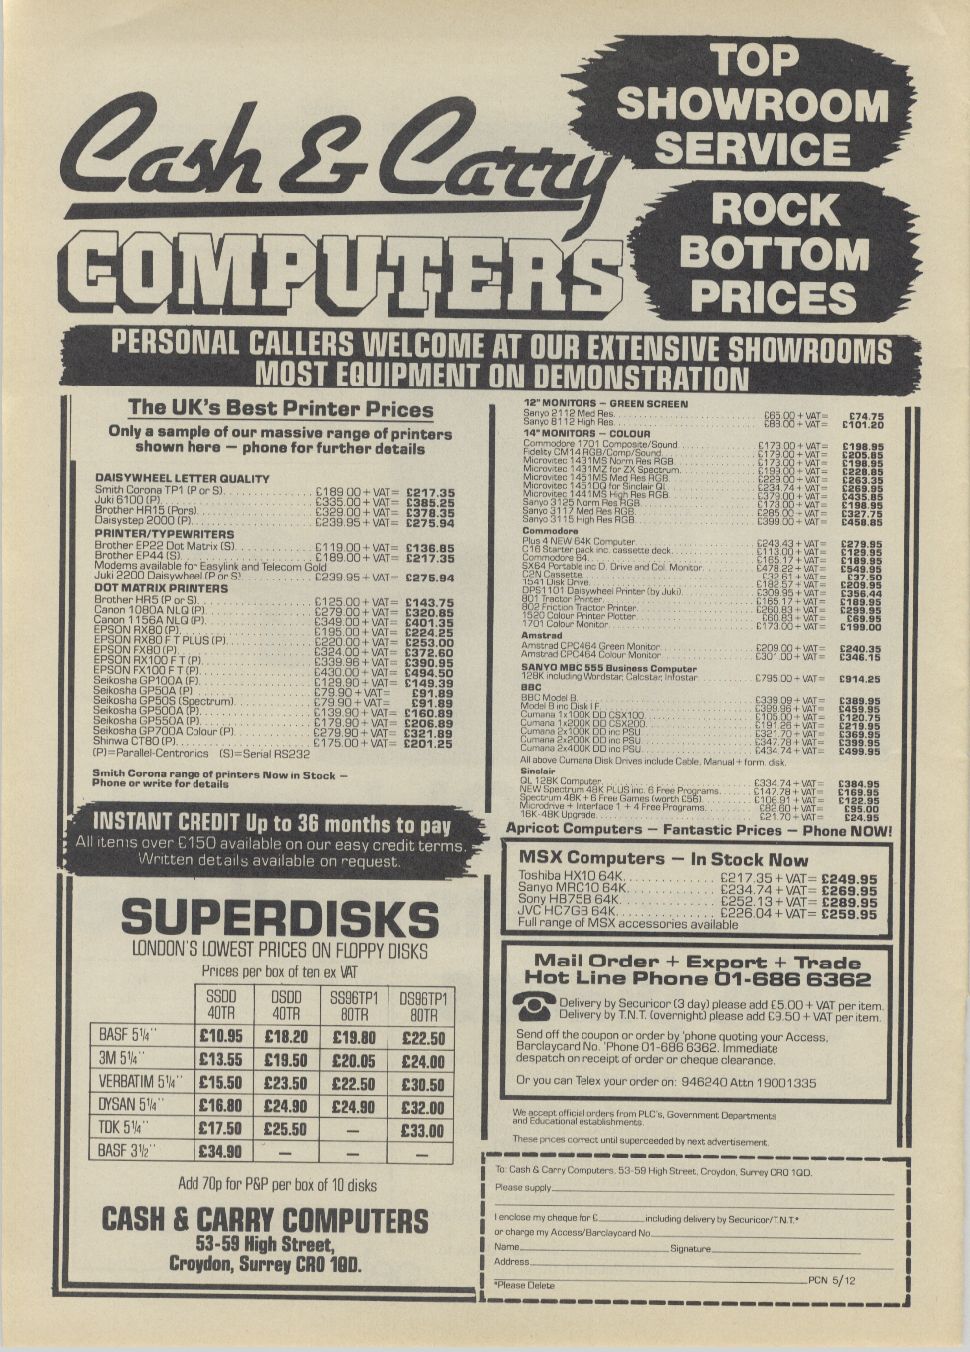 Cash & Carry
COMPUTERS
TOP
SHOWROOM
SERVICE
ROCK
BOTTOM
PRICES
PERSONAL CALLERS WELCOME AT OUR EXTENSIVE SHOWROOMS
MOST EQUIPMENT ON DEMONSTRATION
The UK's Best Printer Prices
Only a sample of our massive range of printers
shown here – phone for further details
DAISYWHEEL LETTER QUALITY
Smith Corona TP1 (P or S) £189.00 + VAT= £217.35
Juki 6100 (P) £335.00 + VAT= £385.25
Brother HR15 (Pors) £329.00 + VAT= £378.35
Daisystep 2000 (P) £239.95 + VAT= £275.94
PRINTER/TYPEWRITERS
Brother EP22 Dot Matrix (S) £119.00 + VAT= £136.85
Brother EP44 (S) £189.00 + VAT= £217.35
Modems available for Easylink and Telecom Gold
Juki 2200 Daisywheel (P or S) £239.95 + VAT= £275.94
DOT MATRIX PRINTERS
Brother HR5 (P or S) £125.00 + VAT= £143.75
Canon 1080A NLQ (P) £279.00 + VAT= £320.85
Canon 1156A NLQ (P) £349.00 + VAT= £401.35
EPSON RX80 (P) £195.00 + VAT= £224.25
EPSON RX80 F T PLUS (P) £220.00 + VAT= £253.00
EPSON FX80 (P) £324.00 + VAT= £372.60
EPSON RX100 F T (P) £339.96 + VAT= £390.95
EPSON FX100 F T (P) £430.00 + VAT= £494.50
Seikosha GP100A (P) £129.90 + VAT= £149.39
Seikosha GP50A (P) £79.90 + VAT= £91.89
Seikosha GP50S (Spectrum) £79.90 + VAT= £91.89
Seikosha GP500A (P) £139.90 + VAT= £160.89
Seikosha GP550A (P) £179.90 + VAT= £206.89
Seikosha GP700A Colour (P) £279.90 + VAT= £321.89
Shinwa CT80 (P) £175.00 + VAT= £201.25
(P)=Parallel-Centronics (S)=Serial RS232
Smith Corona range of printers Now in Stock –
Phone or write for details
INSTANT CREDIT Up to 36 months to pay
All items over £150 available on our easy credit terms.
Written details available on request.
SUPERDISKS
LONDON'S LOWEST PRICES ON FLOPPY DISKS
Prices per box of ten ex VAT
SSDD 40TR DSDD 40TR SS96TP1 80TR DS96TP1 80TR
BASF 5¼" £10.95 £18.20 £19.80 £22.50
3M 5¼" £13.55 £19.50 £20.05 £24.00
VERBATIM 5¼" £15.50 £23.50 £22.50 £30.50
DYSAN 5¼" £16.80 £24.90 £24.90 £32.00
TDK 5¼" £17.50 £25.50 – £33.00
BASF 3½" £34.90 – – –
Add 70p for P&P per box of 10 disks
CASH & CARRY COMPUTERS
53-59 High Street,
Croydon, Surrey CR0 1QD.
12" MONITORS – GREEN SCREEN
Sanyo 2112 Med Res £65.00 + VAT= £74.75
Sanyo 8112 High Res £88.00 + VAT= £101.20
14" MONITORS – COLOUR
Commodore 1701 Composite/Sound £173.00 + VAT= £198.95
Fidelity CM14 RGB/Comp/Sound £179.00 + VAT= £205.85
Microvitec 1431MS Norm Res RGB £173.00 + VAT= £198.95
Microvitec 1431MZ for ZX Spectrum £199.00 + VAT= £228.85
Microvitec 1451MS Med Res RGB £229.00 + VAT= £263.35
Microvitec 1451DQ for Sinclair QL £234.74 + VAT= £269.95
Microvitec 1441MS High Res RGB £379.00 + VAT= £435.85
Sanyo 3125 Norm Res RGB £173.00 + VAT= £198.95
Sanyo 3117 Med Res RGB £285.00 + VAT= £327.75
Sanyo 3115 High Res RGB £399.00 + VAT= £458.85
Commodore
Plus 4 NEW 64K Computer £243.43 + VAT= £279.95
C16 Starter pack inc. cassette deck £113.00 + VAT= £129.95
Commodore 64 £165.17 + VAT= £189.95
SX64 Portable inc D. Drive and Col. Monitor £478.22 + VAT= £549.95
C2N Cassette £32.61 + VAT= £37.50
1541 Disk Drive £182.57 + VAT= £209.95
DPS1101 Daisywheel Printer (by Juki) £309.95 + VAT= £356.44
801 Tractor Printer £165.17 + VAT= £189.95
802 Friction Tractor Printer £260.83 + VAT= £299.95
1520 Colour Printer Plotter £60.83 + VAT= £69.95
1701 Colour Monitor £173.00 + VAT= £199.00
Amstrad
Amstrad CPC464 Green Monitor £209.00 + VAT= £240.35
Amstrad CPC464 Colour Monitor £301.00 + VAT= £346.15
SANYO MBC 555 Business Computer
128K including Wordstar, Calcstar, Infostar £795.00 + VAT= £914.25
BBC
BBC Model B £339.09 + VAT= £389.95
Model B inc Disk I.F. £399.96 + VAT= £459.95
Cumana 1x100K DD CSX100 £105.00 + VAT= £120.75
Cumana 1x200K DD CSX200 £191.26 + VAT= £219.95
Cumana 2x100K DD inc PSU £321.70 + VAT= £369.95
Cumana 2x200K DD inc PSU £347.78 + VAT= £399.95
Cumana 2x400K DD inc PSU £434.74 + VAT= £499.95
All above Cumana Disk Drives include Cable, Manual + form. disk.
Sinclair
QL 128K Computer £334.74 + VAT= £384.95
NEW Spectrum 48K PLUS inc. 6 Free Programs £147.78 + VAT= £169.95
Spectrum 48K + 6 Free Games (worth £56) £106.91 + VAT= £122.95
Microdrive + Interface 1 + 4 Free Programs £82.60 + VAT= £95.00
16K-48K Upgrade £21.70 + VAT= £24.95
Apricot Computers – Fantastic Prices – Phone NOW!
MSX Computers – In Stock Now
Toshiba HX10 64K £217.35 + VAT= £249.95
Sanyo MRC10 64K £234.74 + VAT= £269.95
Sony HB75B 64K £252.13 + VAT= £289.95
JVC HC7G3 64K £226.04 + VAT= £259.95
Full range of MSX accessories available
Mail Order + Export + Trade
Hot Line Phone 01-686 6362
Delivery by Securicor (3 day) please add £5.00 + VAT per item.
Delivery by T.N.T. (overnight) please add £9.50 + VAT per item.
Send off the coupon or order by 'phone quoting your Access,
Barclaycard No. 'Phone 01-686 6362. Immediate
despatch on receipt of order or cheque clearance.
Or you can Telex your order on: 946240 Attn 19001335
We accept official orders from PLC's, Government Departments
and Educational establishments.
These prices correct until superceeded by next advertisement.
To: Cash & Carry Computers, 53-59 High Street, Croydon, Surrey CR0 1QD.
Please supply
I enclose my cheque for £ including delivery by Securicor/T.N.T.*
or charge my Access/Barclaycard No.
Name Signature
Address
*Please Delete PCN 5/12